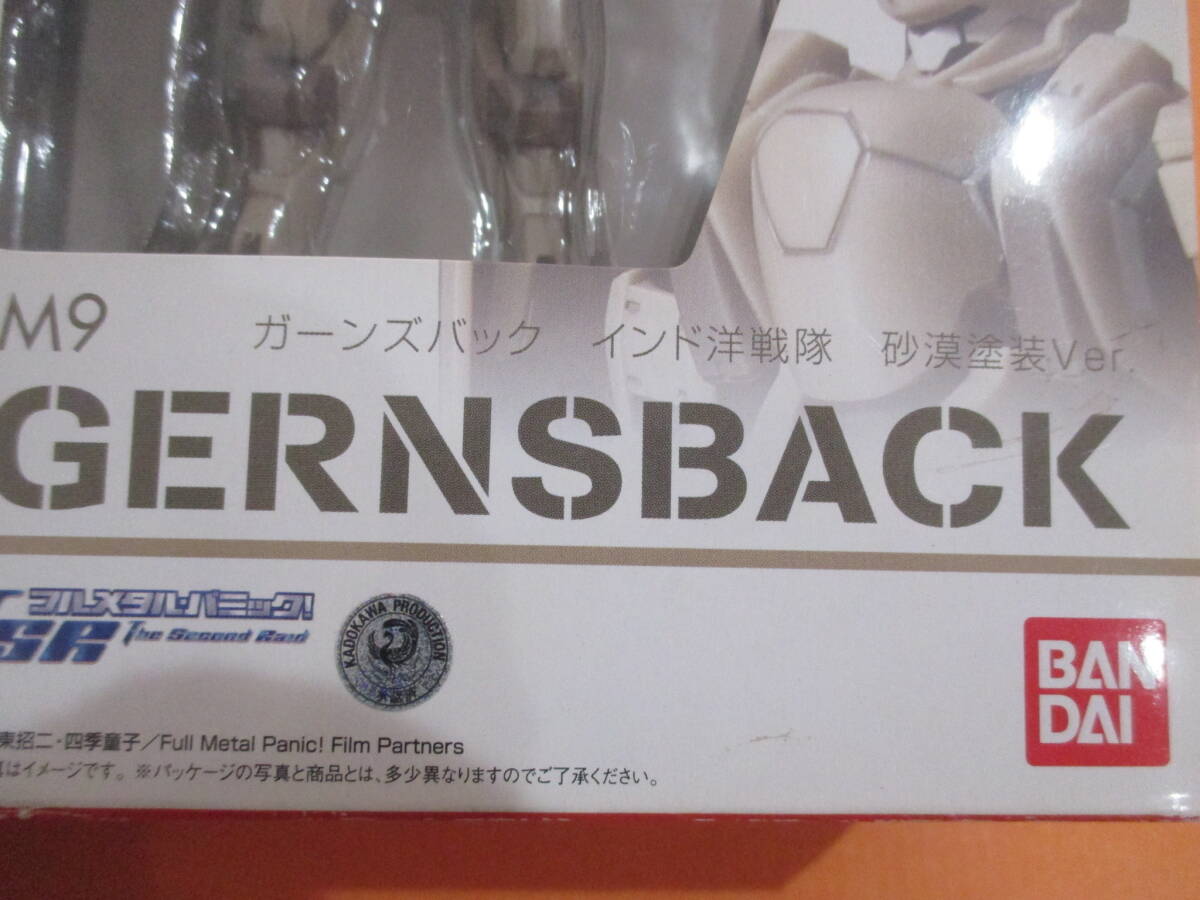 M9 ガーンズバック インド洋戦隊 砂漠塗装Ver.
GERNSBACK
フルメタル・パニック!
SR The Second Raid
KADOKAWA PRODUCTION
BAN
DAI
東招二・四季童子/Full Metal Panic! Film Partners
はイメージです。※パッケージの写真と商品とは、多少異なりますのでご了承ください。